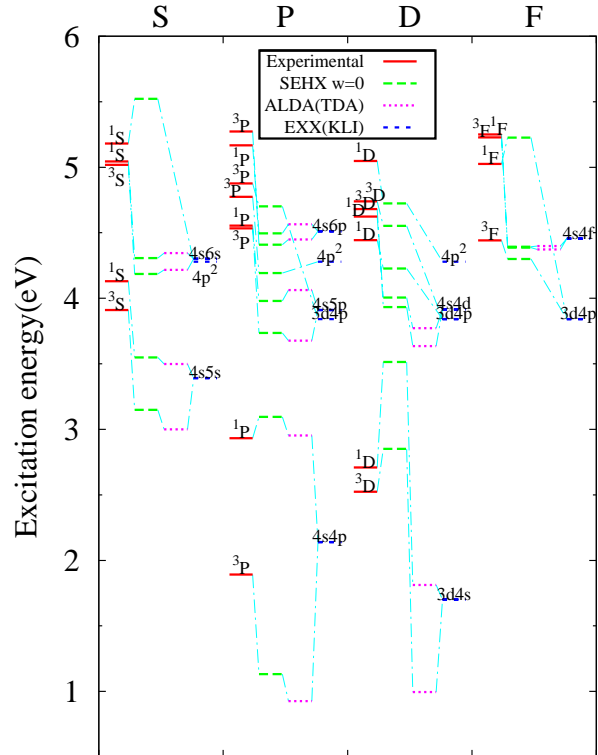 S P D F
6
5
4
3
2
1
Excitation energy(eV)
Experimental
SEHX w=0
ALDA(TDA)
EXX(KLI)
1S
1S
3S
1S
3S
4s6s
4p2
4s5s
3P
1P
3P
3P
1P
3P
1P
3P
4s6p
4p2
4s5p
3d4p
4s4p
1D
3D
3D
1D
1D
1D
3D
4p2
4s4d
3d4p
3d4s
3F 1F
1F
3F
4s4f
3d4p